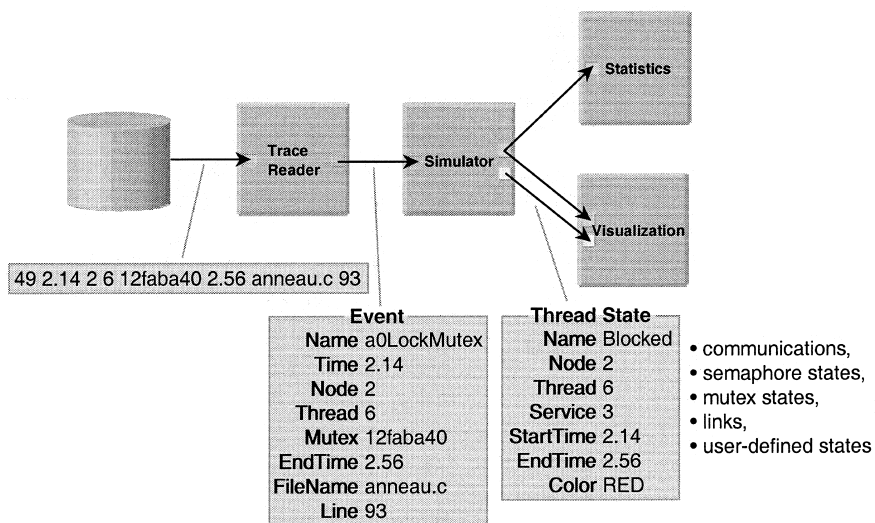 Statistics
Trace
Reader
Simulator
Visualization
49 2.14 2 6 12faba40 2.56 anneau.c 93
Event
Name a0LockMutex
Time 2.14
Node 2
Thread 6
Mutex 12faba40
EndTime 2.56
FileName anneau.c
Line 93
Thread State
Name Blocked
Node 2
Thread 6
Service 3
StartTime 2.14
EndTime 2.56
Color RED
• communications,
• semaphore states,
• mutex states,
• links,
• user-defined states